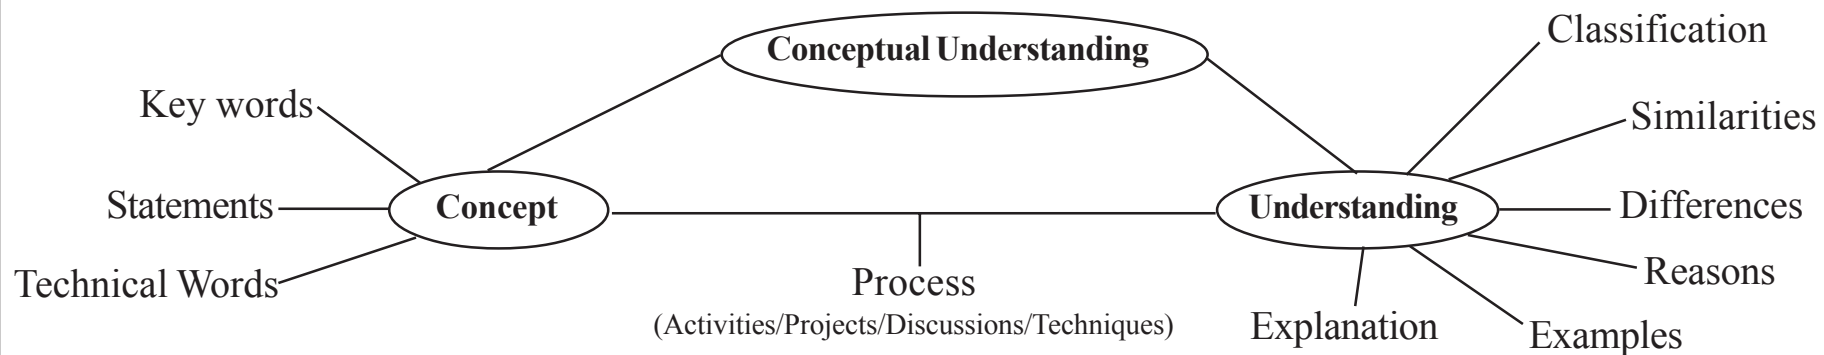 Conceptual Understanding
Classification
Key words
Similarities
Statements
Concept
Understanding
Differences
Technical Words
Process
(Activities/Projects/Discussions/Techniques)
Reasons
Explanation
Examples